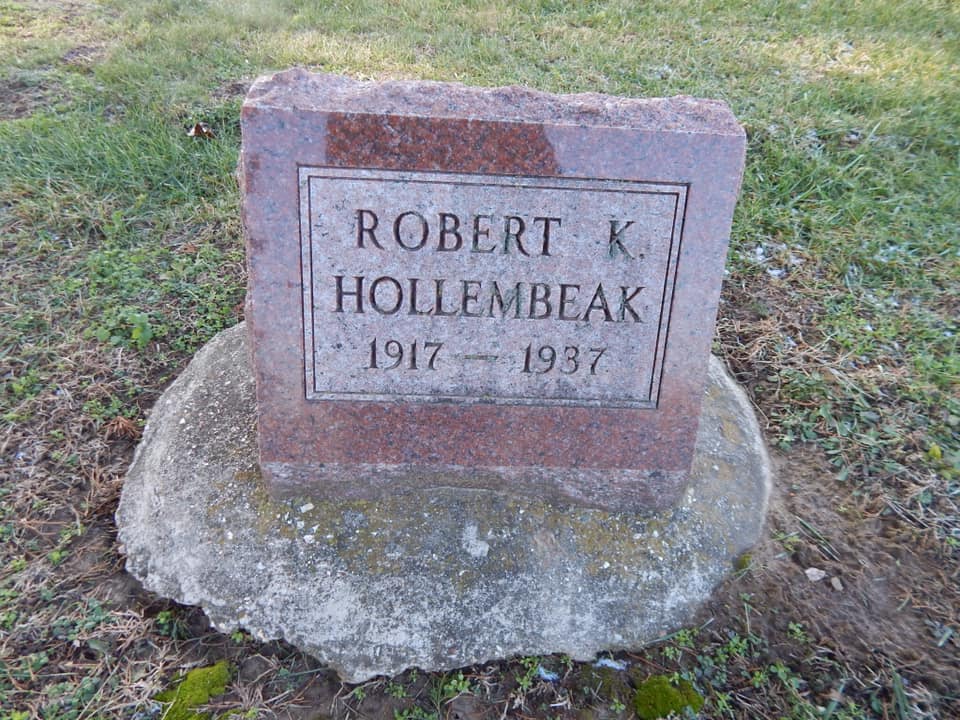 ROBERT K.
HOLLEMBEAK
1917 — 1937